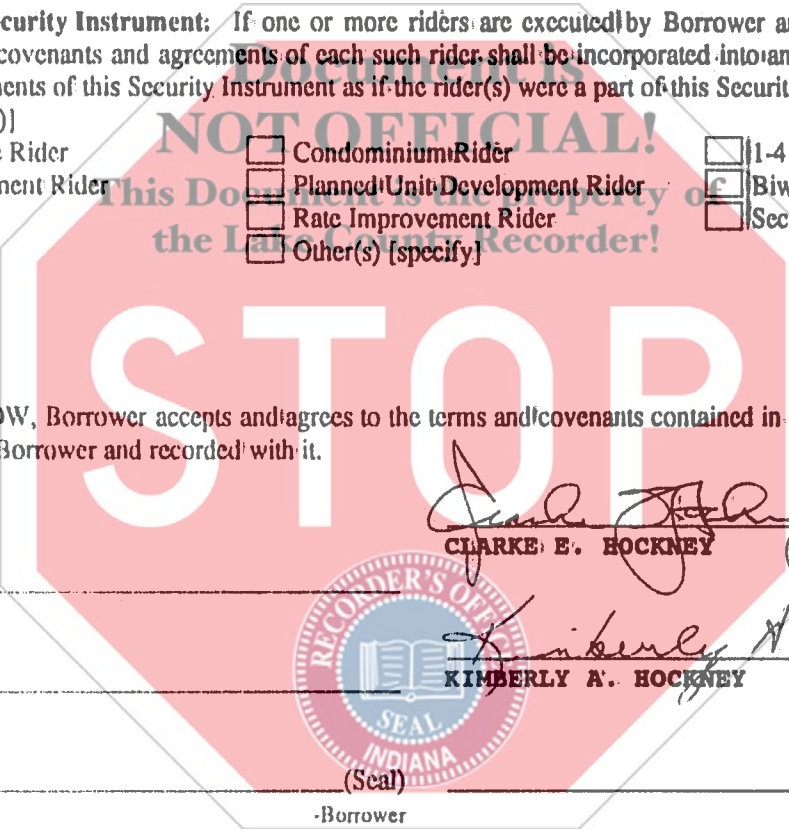 curity Instrument: If one or more riders are executed by Borrower a
covenants and agreements of each such rider shall be incorporated into an
ents of this Security Instrument as if the rider(s) were a part of this Securit
)]
Document is
NOT OFFICIAL!
This Document is the property of
the Lake County Recorder!
Rider Condominium Rider 1-4
ment Rider Planned Unit Development Rider Biw
Rate Improvement Rider Sec
Other(s) [specify]
STOP
OW, Borrower accepts and agrees to the terms and covenants contained in
Borrower and recorded with it.
CLARKE E. HOCKNEY (
Kimberly A
KIMBERLY A. HOCKNEY
RECORDER'S OFFICE
SEAL
INDIANA
(Seal)
-Borrower